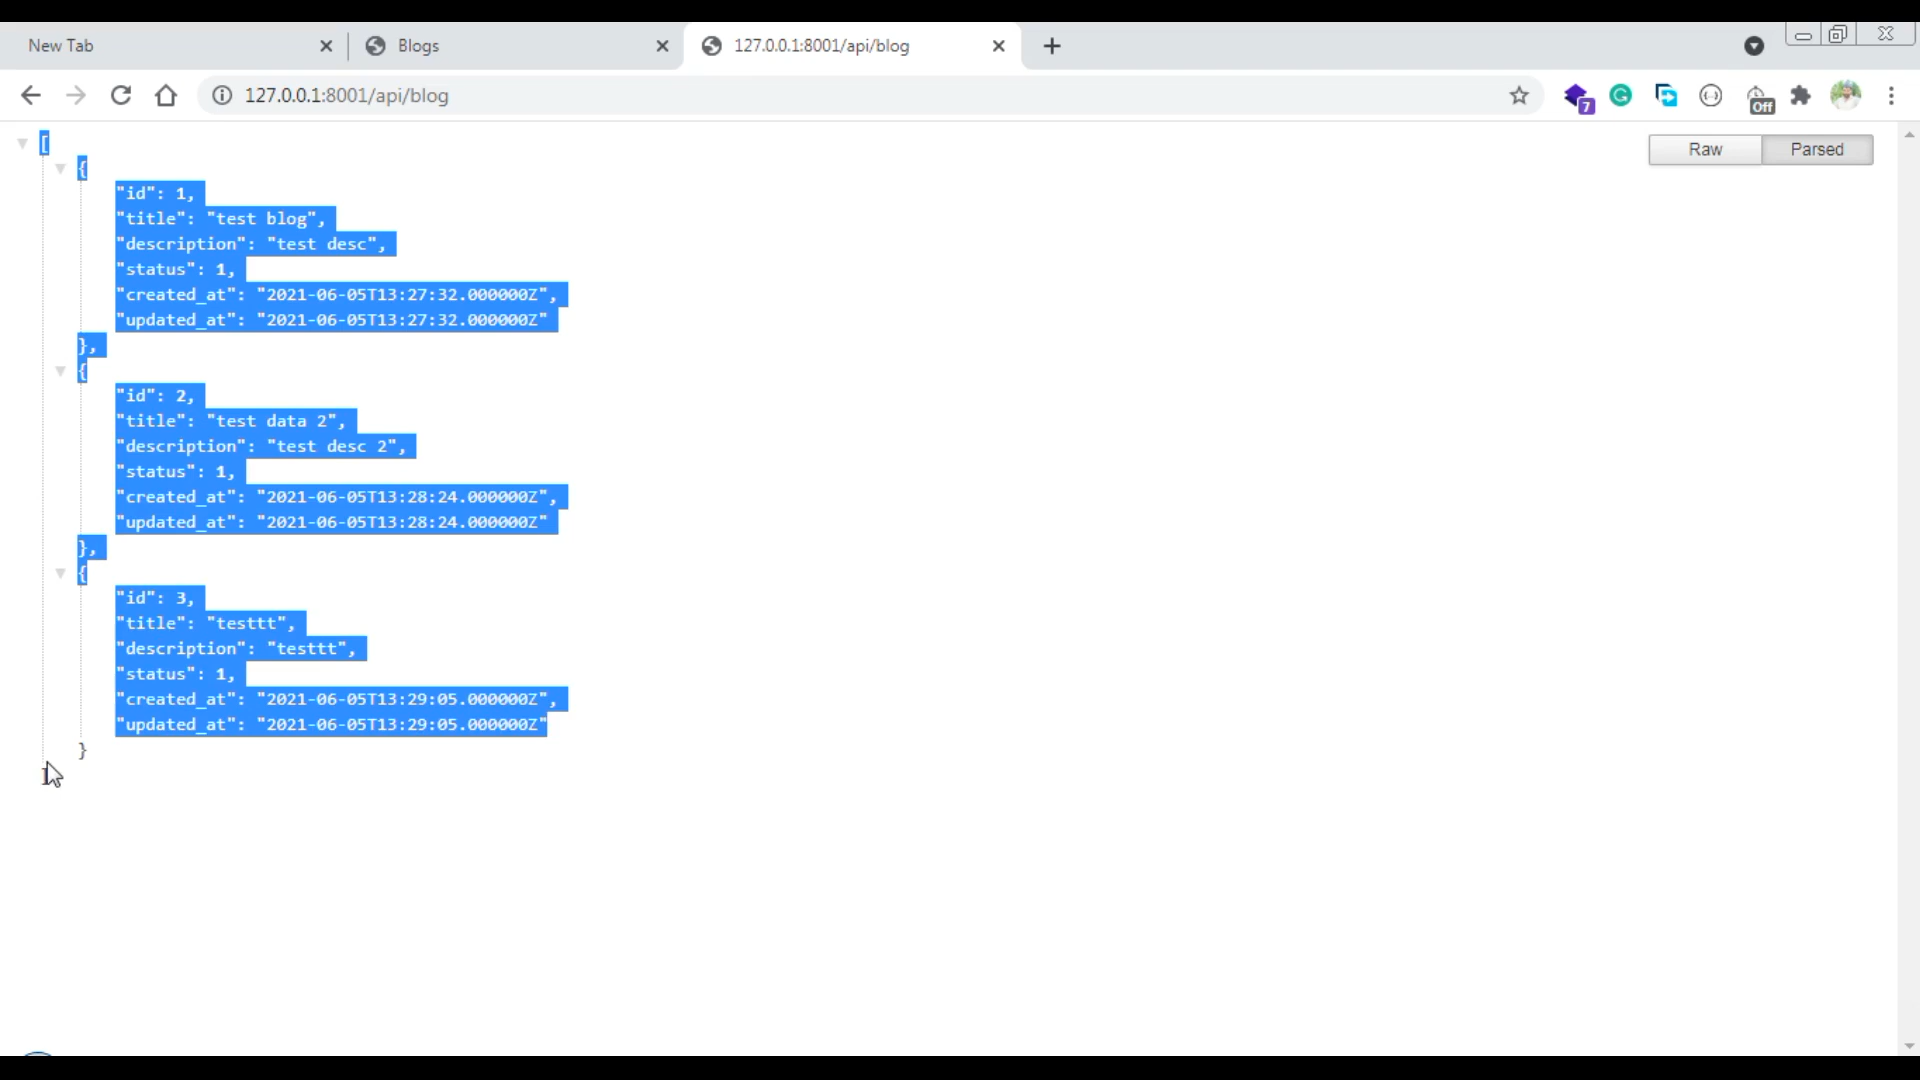 New Tab
Blogs
127.0.0.1:8001/api/blog
127.0.0.1:8001/api/blog
7
Off
Raw
Parsed
[
{
"id": 1,
"title": "test blog",
"description": "test desc",
"status": 1,
"created_at": "2021-06-05T13:27:32.000000Z",
"updated_at": "2021-06-05T13:27:32.000000Z"
},
{
"id": 2,
"title": "test data 2",
"description": "test desc 2",
"status": 1,
"created_at": "2021-06-05T13:28:24.000000Z",
"updated_at": "2021-06-05T13:28:24.000000Z"
},
{
"id": 3,
"title": "testtt",
"description": "testtt",
"status": 1,
"created_at": "2021-06-05T13:29:05.000000Z",
"updated_at": "2021-06-05T13:29:05.000000Z"
}